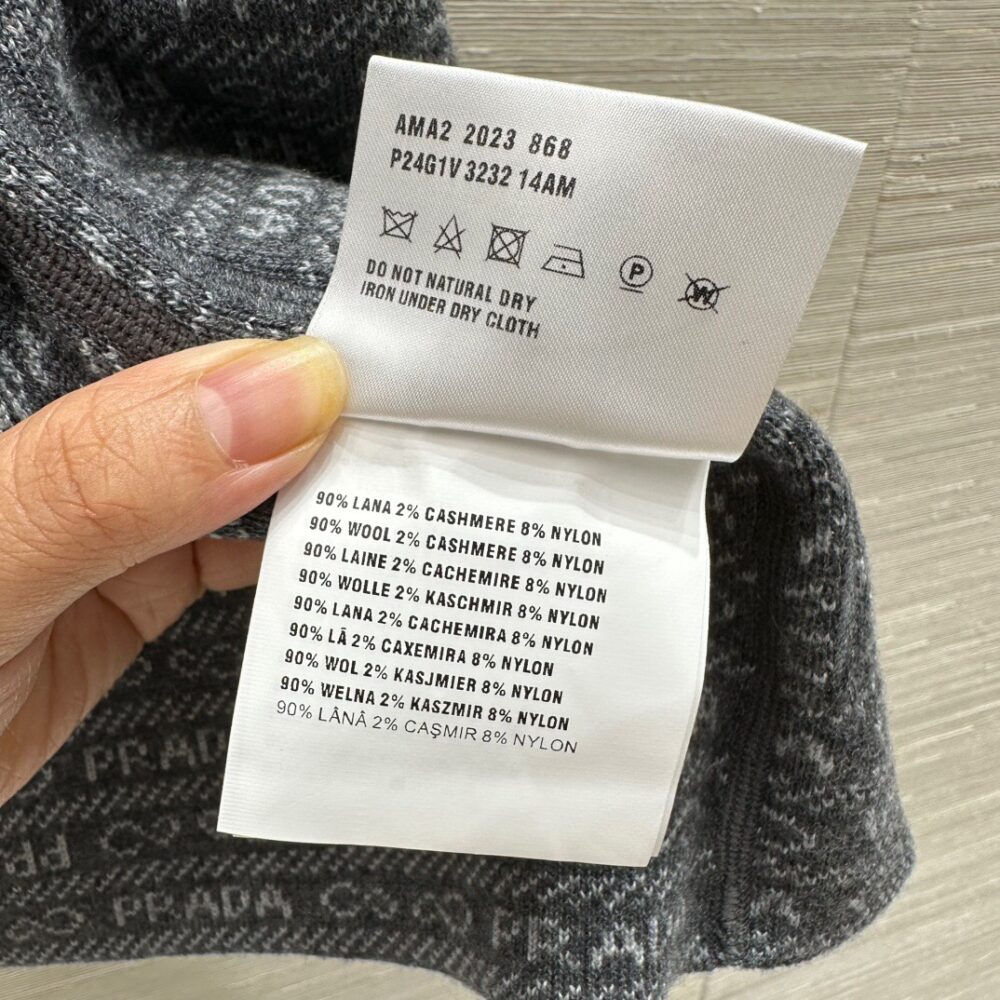 AMA2 2023 868
P24G1V 3232 14AM
P
W
DO NOT NATURAL DRY
IRON UNDER DRY CLOTH
90% LANA 2% CASHMERE 8% NYLON
90% WOOL 2% CASHMERE 8% NYLON
90% LAINE 2% CACHEMIRE 8% NYLON
90% WOLLE 2% KASCHMIR 8% NYLON
90% LANA 2% CACHEMIRA 8% NYLON
90% LÃ 2% CAXEMIRA 8% NYLON
90% WOL 2% KASJMIER 8% NYLON
90% WELNA 2% KASZMIR 8% NYLON
90% LÂNÂ 2% CAŞMIR 8% NYLON
PRADA
PRADA